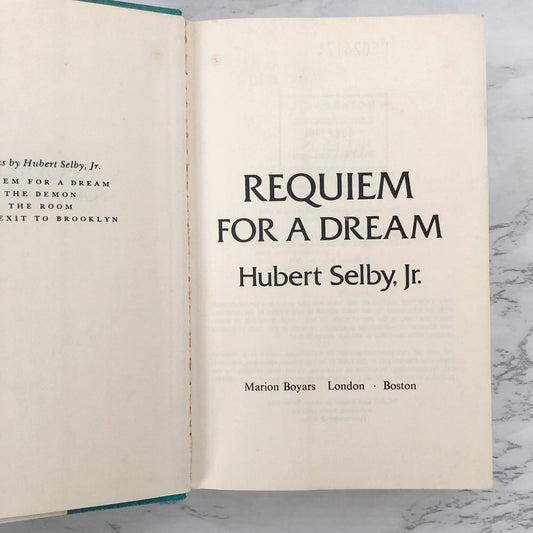 by Hubert Selby, Jr.
FOR A DREAM
THE DEMON
THE ROOM
EXIT TO BROOKLYN
REQUIEM
FOR A DREAM
Hubert Selby, Jr.
Marion Boyars London · Boston